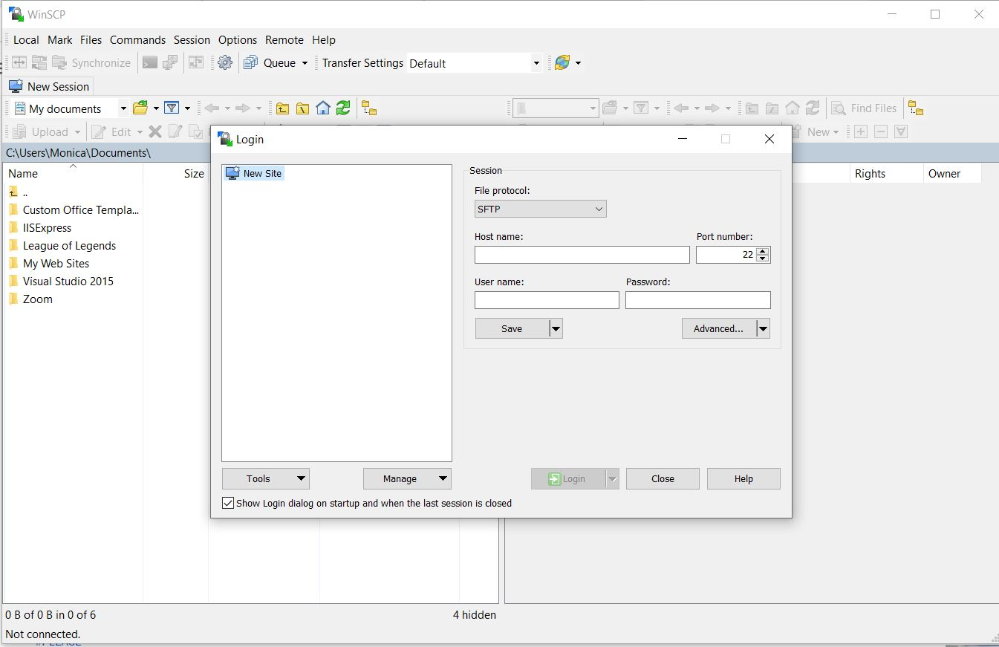 WinSCP
Local Mark Files Commands Session Options Remote Help
Synchronize Queue Transfer Settings Default
New Session
My documents Find Files
Upload Edit New
C:\Users\Monica\Documents\
Name Size Rights Owner
..
Custom Office Templa...
IISExpress
League of Legends
My Web Sites
Visual Studio 2015
Zoom
Login
New Site
Session
File protocol:
SFTP
Host name: Port number:
22
User name: Password:
Save Advanced...
Tools Manage Login Close Help
Show Login dialog on startup and when the last session is closed
0 B of 0 B in 0 of 6 4 hidden
Not connected.